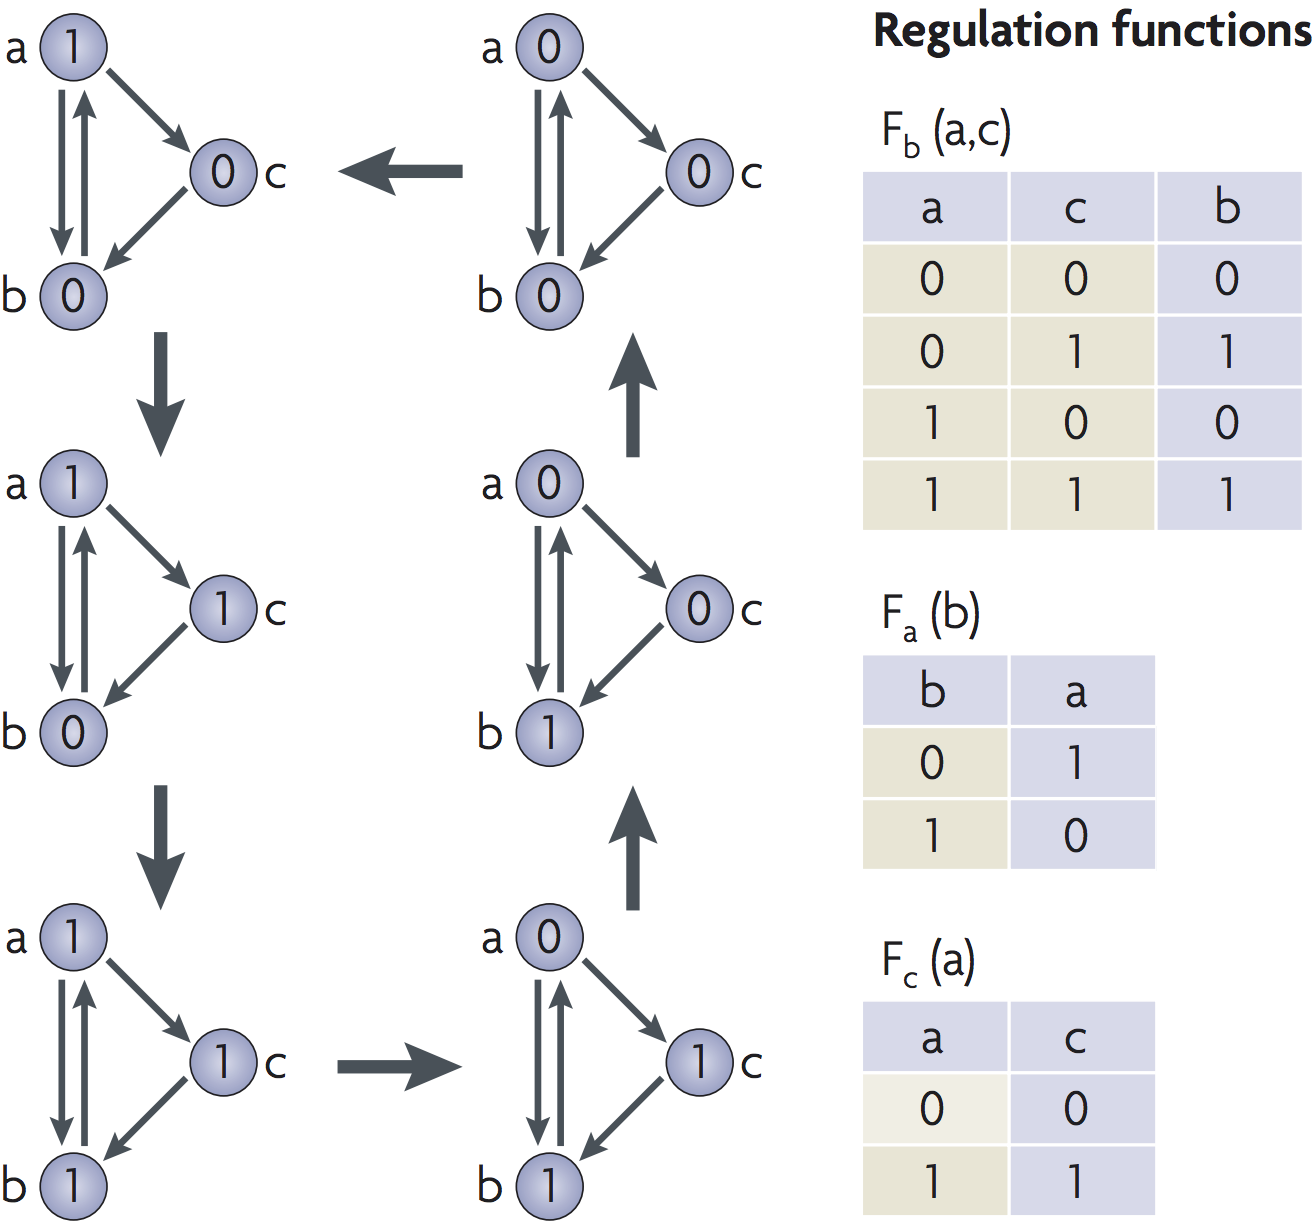 a 1
0 c
b 0
a 0
0 c
b 0
a 1
1 c
b 0
a 0
0 c
b 1
a 1
1 c
b 1
a 0
1 c
b 1
Regulation functions
F_b (a,c)
a c b
0 0 0
0 1 1
1 0 0
1 1 1
F_a (b)
b a
0 1
1 0
F_c (a)
a c
0 0
1 1